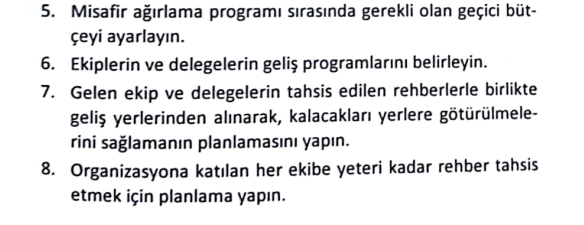 5. Misafir ağırlama programı sırasında gerekli olan geçici büt-
çeyi ayarlayın.
6. Ekiplerin ve delegelerin geliş programlarını belirleyin.
7. Gelen ekip ve delegelerin tahsis edilen rehberlerle birlikte
geliş yerlerinden alınarak, kalacakları yerlere götürülmele-
rini sağlamanın planlamasını yapın.
8. Organizasyona katılan her ekibe yeteri kadar rehber tahsis
etmek için planlama yapın.